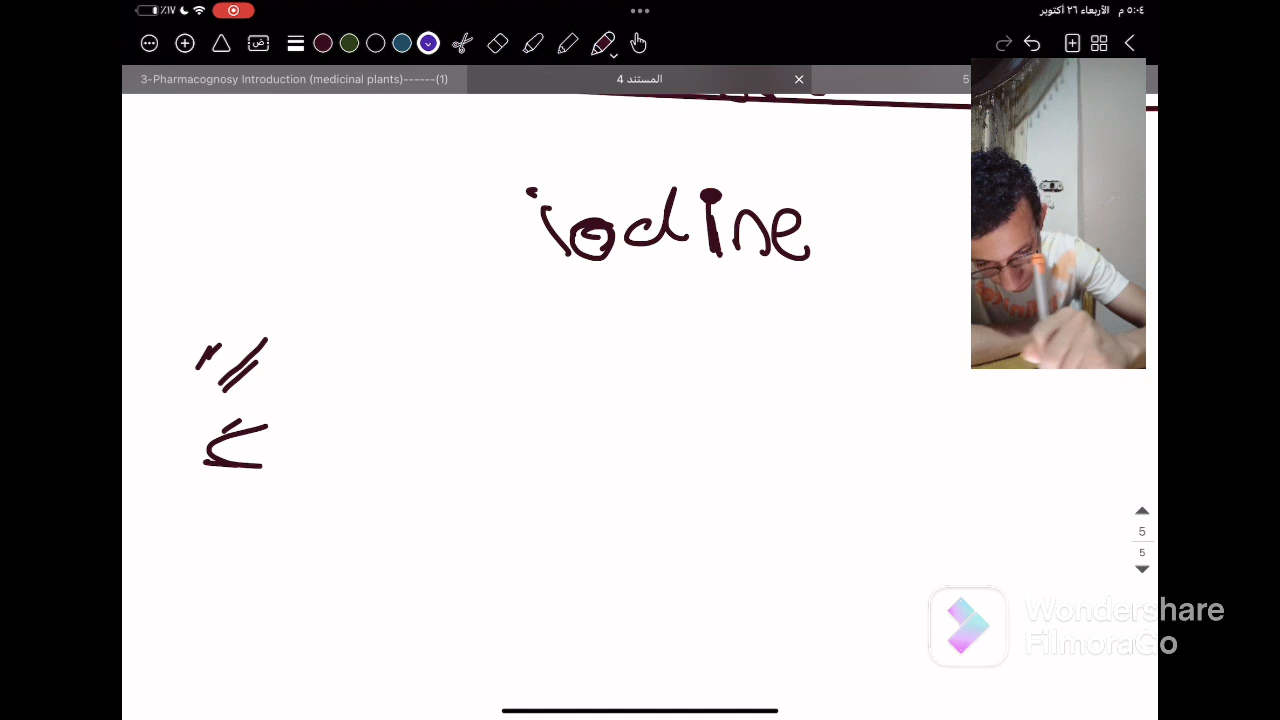 ٥:٠٤ م الأربعاء ٢٦ أكتوبر
٪١٧
3-Pharmacognosy Introduction (medicinal plants)------(1)
المستند 4
5
iodine
5
5
Wondershare
FilmoraGo